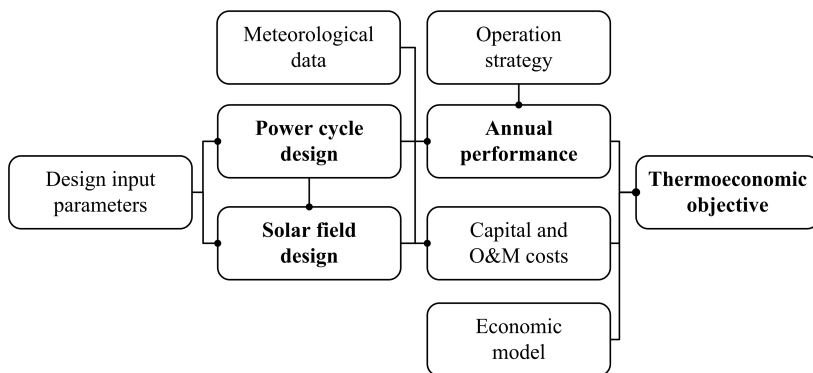 Meteorological
data
Operation
strategy
Power cycle
design
Annual
performance
Design input
parameters
Thermoeconomic
objective
Solar field
design
Capital and
O&M costs
Economic
model